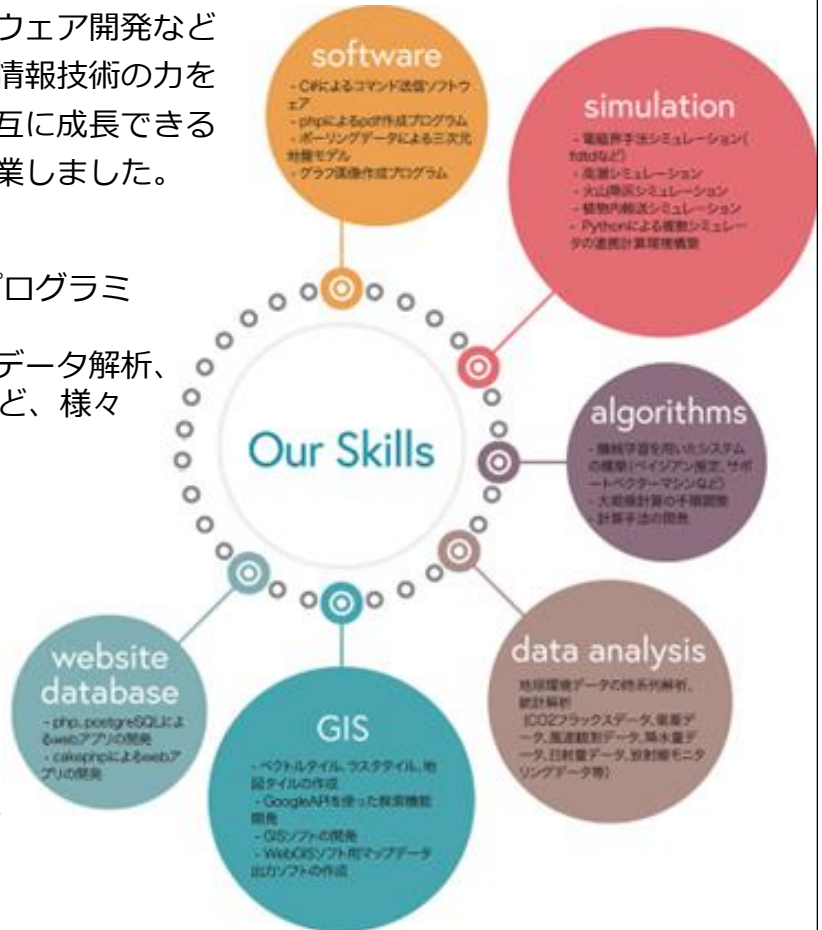 ウェア開発など
情報技術の力を
互に成長できる
業しました。
プログラミ
データ解析、
ど、様々
Our Skills
software
- C#によるコマンド送信ソフトウ
ェア
- phpによるpdf作成プログラム
- ボーリングデータによる三次元
地盤モデル
- グラフ画像作成プログラム
simulation
- 電磁界手法シミュレーション(
fdtdなど)
- 高潮シミュレーション
- 火山降灰シミュレーション
- 植物内輸送シミュレーション
- Pythonによる複数シミュレー
タの連携計算環境構築
algorithms
- 機械学習を用いたシステム
の構築(ベイジアン推定、サポ
ートベクターマシンなど)
- 大規模計算の手順調整
- 計算手法の開発
data analysis
地球環境データの時系列解析、
統計解析
(CO2フラックスデータ、気象デ
ータ、風速観測データ、降水量デ
ータ、日射量データ、放射線モニタ
リングデータ等)
GIS
- ベクトルタイル、ラスタタイル、地
図タイルの作成
- GoogleAPIを使った検索機能
開発
- GISソフトの開発
- WebGISソフト用マップデータ
出力ソフトの作成
website
database
- php、postgreSQLによ
るwebアプリの開発
- cakephpによるwebア
プリの開発